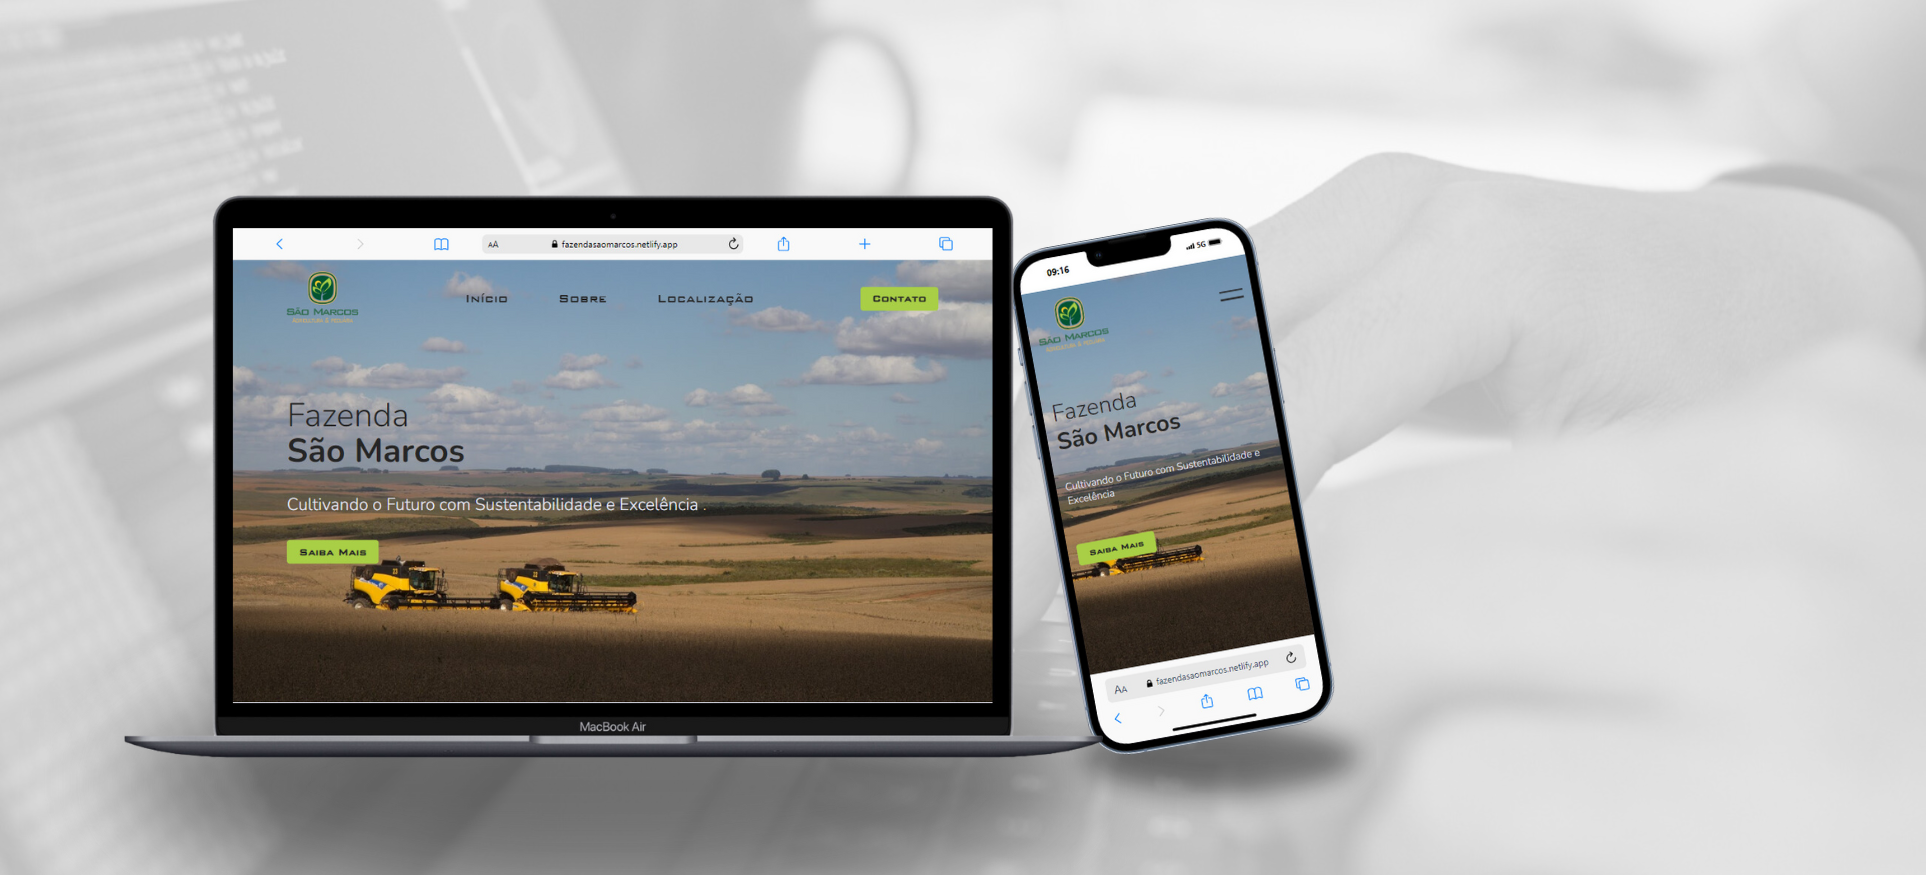 AA fazendasaomarcos.netlify.app
SÃO MARCOS
INÍCIO SOBRE LOCALIZAÇÃO CONTATO
Fazenda
São Marcos
Cultivando o Futuro com Sustentabilidade e Excelência .
SAIBA MAIS
MacBook Air
09:16 5G
SÃO MARCOS
Fazenda
São Marcos
Cultivando o Futuro com Sustentabilidade e
Excelência
SAIBA MAIS
AA fazendasaomarcos.netlify.app